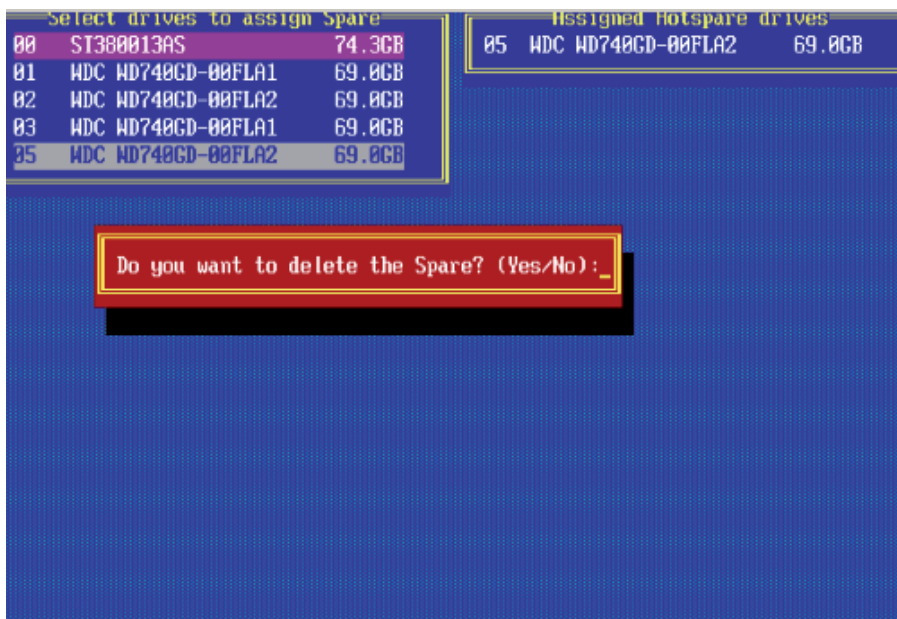 Select drives to assign Spare
00 ST380013AS 74.3GB
01 WDC WD740GD-00FLA1 69.0GB
02 WDC WD740GD-00FLA2 69.0GB
03 WDC WD740GD-00FLA1 69.0GB
05 WDC WD740GD-00FLA2 69.0GB
Assigned Hotspare drives
05 WDC WD740GD-00FLA2 69.0GB
Do you want to delete the Spare? (Yes/No):_